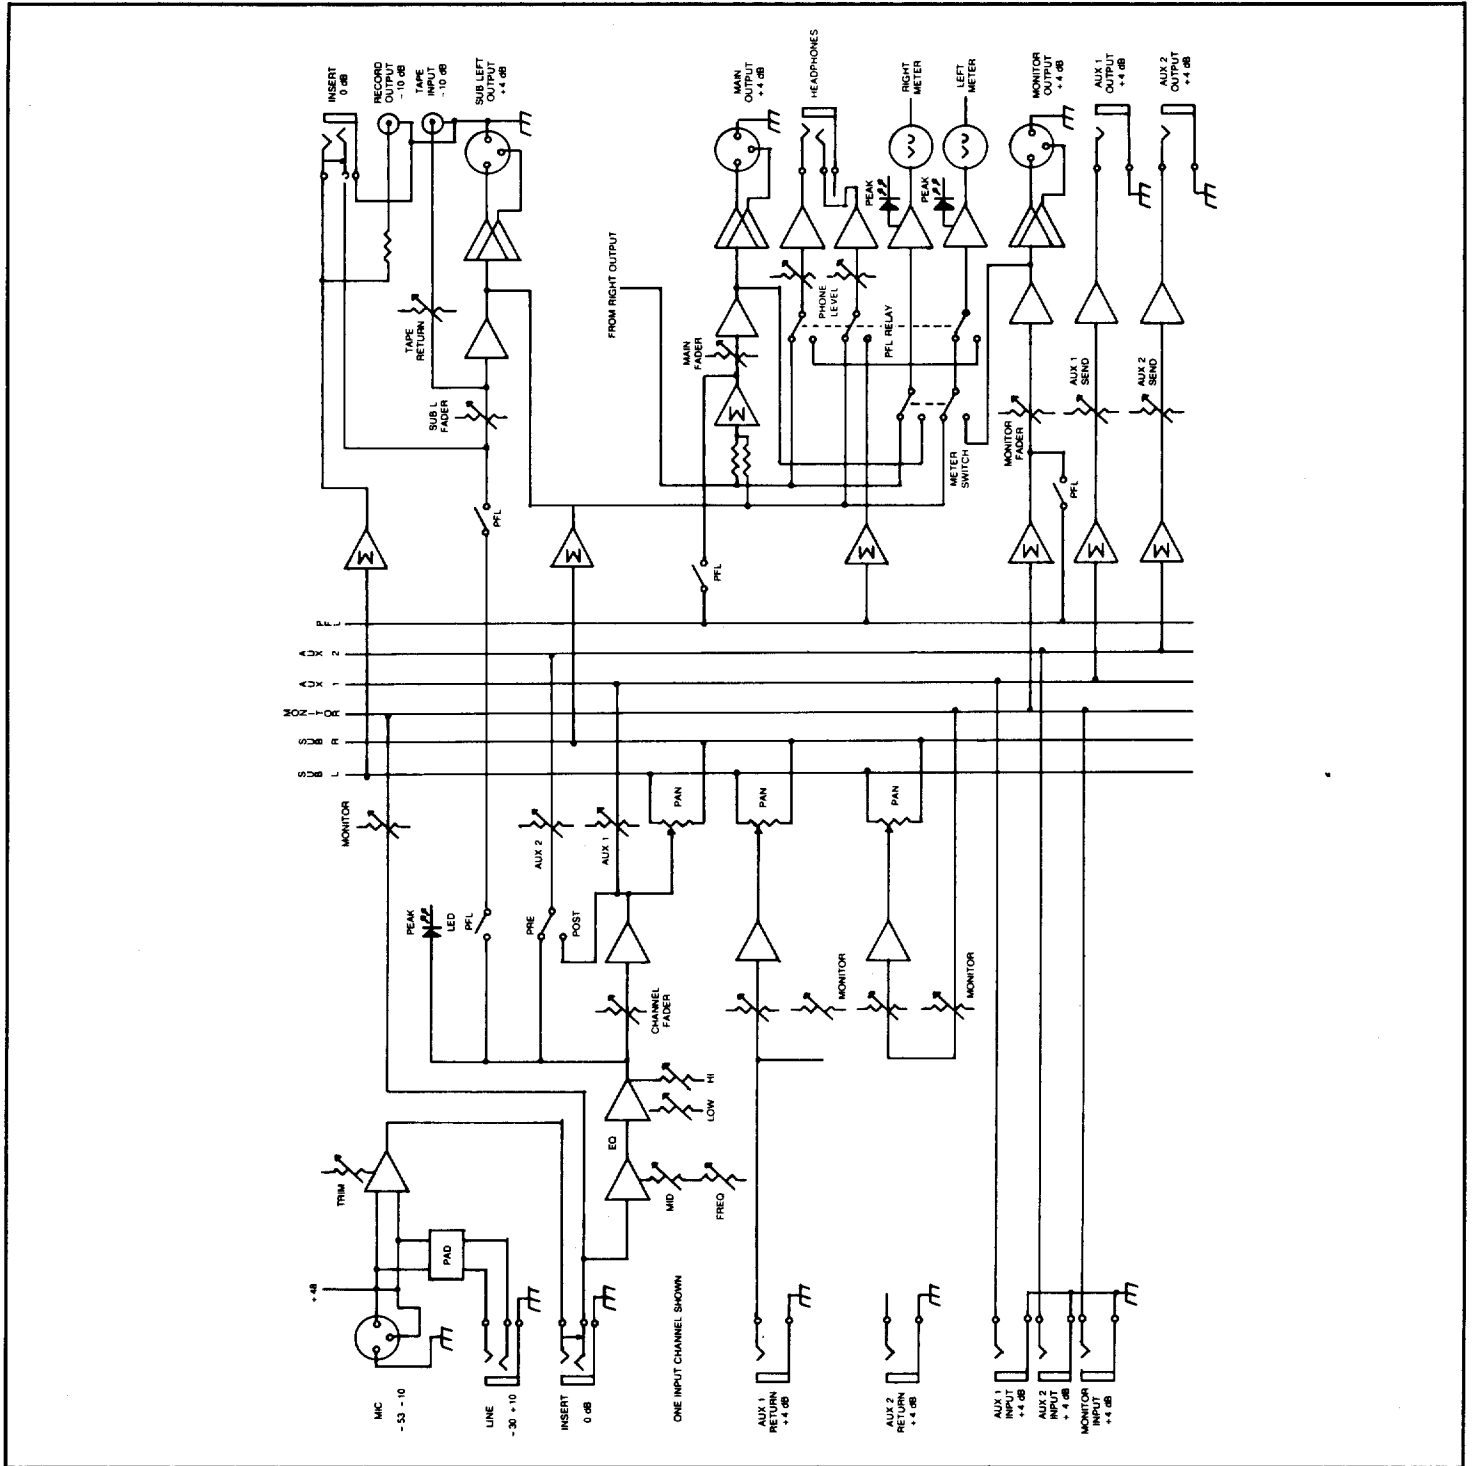 INSERT
0 dB
RECORD
OUTPUT
- 10 dB
TAPE
INPUT
- 10 dB
SUB LEFT
OUTPUT
+ 4 dB
MAIN
OUTPUT
+ 4 dB
HEADPHONES
RIGHT
METER
LEFT
METER
MONITOR
OUTPUT
+ 4 dB
AUX 1
OUTPUT
+ 4 dB
AUX 2
OUTPUT
+ 4 dB
PEAK
PEAK
TAPE
RETURN
SUB L
FADER
FROM RIGHT OUTPUT
MAIN
FADER
PHONE
LEVEL
PFL RELAY
METER
SWITCH
MONITOR
FADER
AUX 1
SEND
AUX 2
SEND
PFL
PFL
PFL
Σ
Σ
Σ
Σ
Σ
Σ
Σ
PFL
AUX 2
AUX 1
MONITOR
SUB R
SUB L
MONITOR
PEAK
LED
PFL
AUX 2
AUX 1
PRE
POST
PAN
PAN
PAN
CHANNEL
FADER
MONITOR
MONITOR
TRIM
EQ
HI
LOW
MID
FREQ
+ 48
PAD
MIC
- 53 - 10
LINE
- 30 + 10
INSERT
0 dB
ONE INPUT CHANNEL SHOWN
AUX 1
RETURN
+ 4 dB
AUX 2
RETURN
+ 4 dB
AUX 1
INPUT
+ 4 dB
AUX 2
INPUT
+ 4 dB
MONITOR
INPUT
+ 4 dB